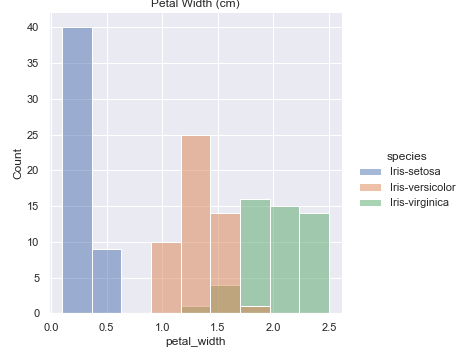 Petal Width (cm)
40
35
30
25
20
15
10
5
0
Count
0.0 0.5 1.0 1.5 2.0 2.5
petal_width
species
Iris-setosa
Iris-versicolor
Iris-virginica